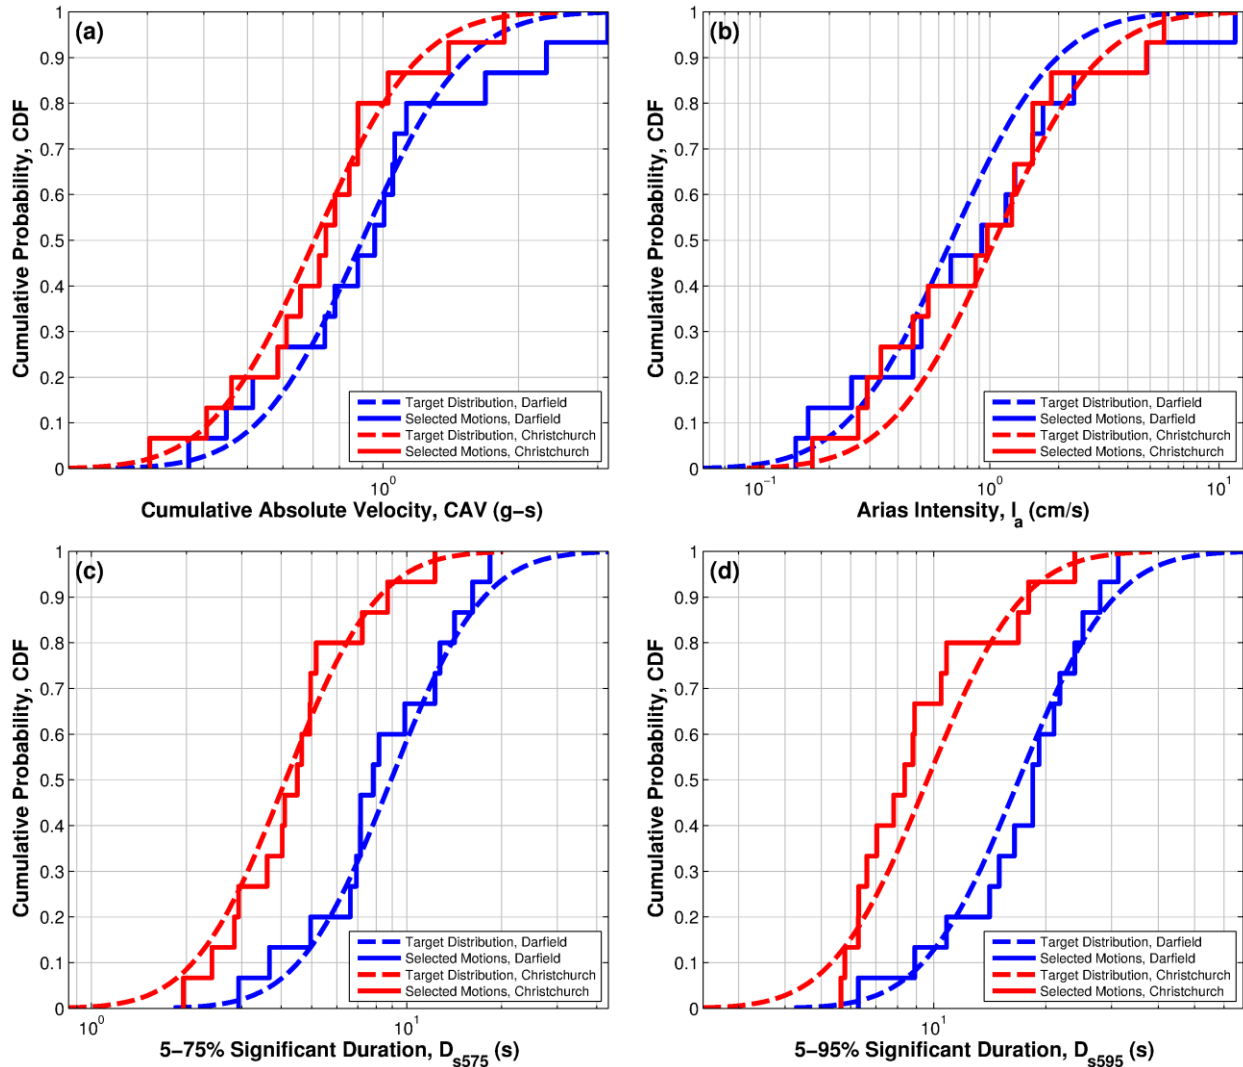 (a)
Cumulative Probability, CDF
1
0.9
0.8
0.7
0.6
0.5
0.4
0.3
0.2
0.1
0
10^0
Target Distribution, Darfield
Selected Motions, Darfield
Target Distribution, Christchurch
Selected Motions, Christchurch
Cumulative Absolute Velocity, CAV (g-s)
(b)
Cumulative Probability, CDF
1
0.9
0.8
0.7
0.6
0.5
0.4
0.3
0.2
0.1
0
10^-1 10^0 10^1
Target Distribution, Darfield
Selected Motions, Darfield
Target Distribution, Christchurch
Selected Motions, Christchurch
Arias Intensity, I_a (cm/s)
(c)
Cumulative Probability, CDF
1
0.9
0.8
0.7
0.6
0.5
0.4
0.3
0.2
0.1
0
10^0 10^1
Target Distribution, Darfield
Selected Motions, Darfield
Target Distribution, Christchurch
Selected Motions, Christchurch
5-75% Significant Duration, D_s575 (s)
(d)
Cumulative Probability, CDF
1
0.9
0.8
0.7
0.6
0.5
0.4
0.3
0.2
0.1
0
10^1
Target Distribution, Darfield
Selected Motions, Darfield
Target Distribution, Christchurch
Selected Motions, Christchurch
5-95% Significant Duration, D_s595 (s)